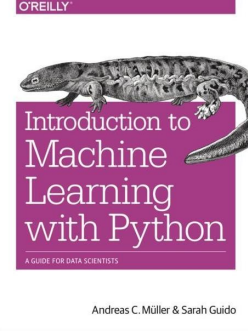 O'REILLY®
Introduction to
Machine
Learning
with Python
A GUIDE FOR DATA SCIENTISTS
Andreas C. Müller & Sarah Guido